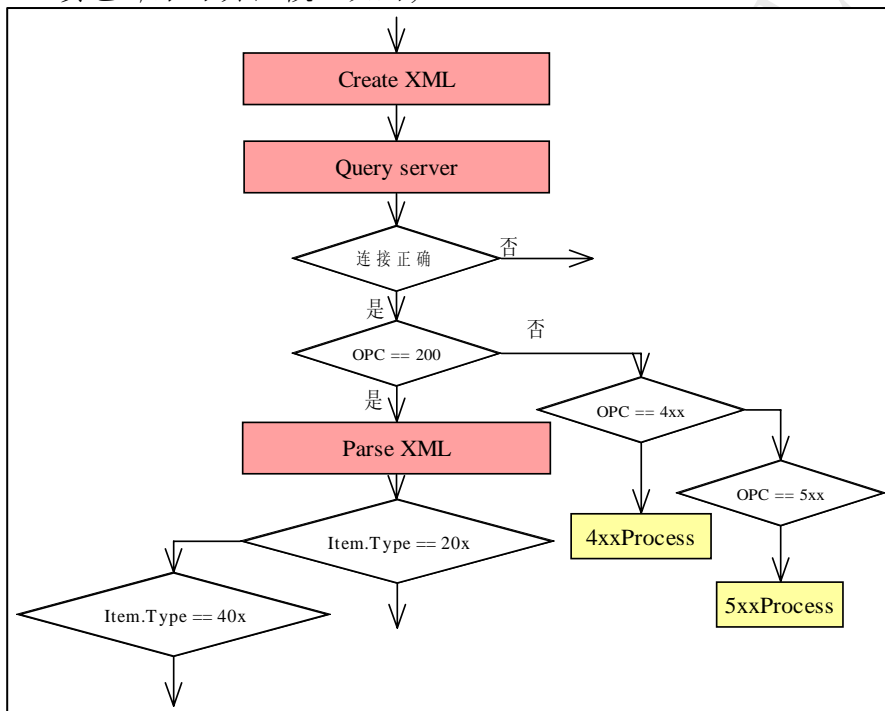 Create XML
Query server
连接正确
否
是
否
OPC == 200
是
OPC == 4xx
Parse XML
OPC == 5xx
Item.Type == 20x
4xxProcess
Item.Type == 40x
5xxProcess